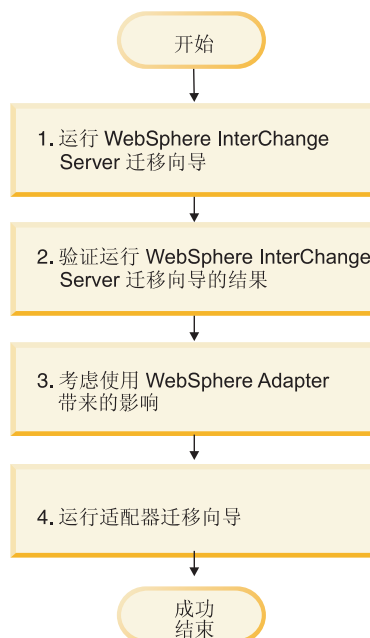 开始
1. 运行 WebSphere InterChange
Server 迁移向导
2. 验证运行 WebSphere InterChange
Server 迁移向导的结果
3. 考虑使用 WebSphere Adapter
带来的影响
4. 运行适配器迁移向导
成功
结束